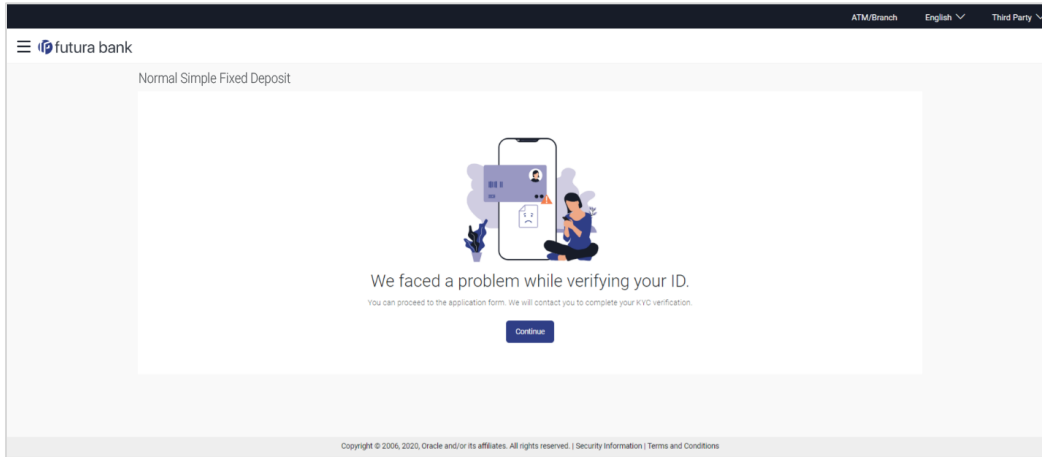 ATM/Branch English Third Party
futura bank
Normal Simple Fixed Deposit
We faced a problem while verifying your ID.
You can proceed to the application form. We will contact you to complete your KYC verification.
Continue
Copyright © 2006, 2020, Oracle and/or its affiliates. All rights reserved. | Security Information | Terms and Conditions